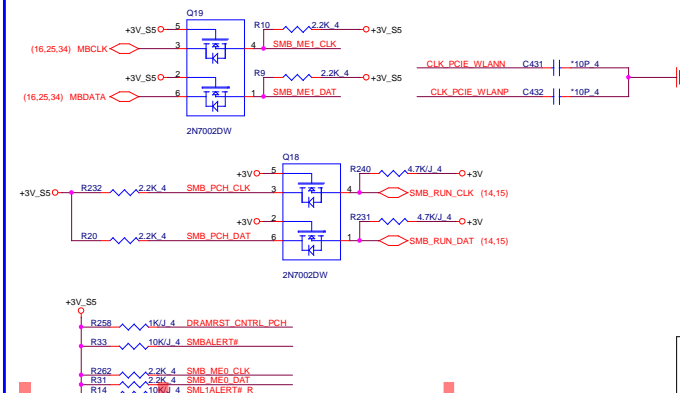 Q19
+3V_S5 5 R10 2.2K_4 +3V_S5
(16,25,34) MBCLK 3 4 SMB_ME1_CLK
+3V_S5 2 R9 2.2K_4 +3V_S5
(16,25,34) MBDATA 6 1 SMB_ME1_DAT
2N7002DW
CLK_PCIE_WLANN C431 *10P_4
CLK_PCIE_WLANP C432 *10P_4
Q18
+3V 5 R240 4.7K/J_4 +3V
+3V_S5 R232 2.2K_4 SMB_PCH_CLK 3 4 SMB_RUN_CLK (14,15)
+3V 2 R231 4.7K/J_4 +3V
R20 2.2K_4 SMB_PCH_DAT 6 1 SMB_RUN_DAT (14,15)
2N7002DW
+3V_S5
R258 1K/J_4 DRAMRST_CNTRL_PCH
R33 10K/J_4 SMBALERT#
R262 2.2K_4 SMB_ME0_CLK
R31 2.2K_4 SMB_ME0_DAT
R14 10K/J_4 SML1ALERT#_R